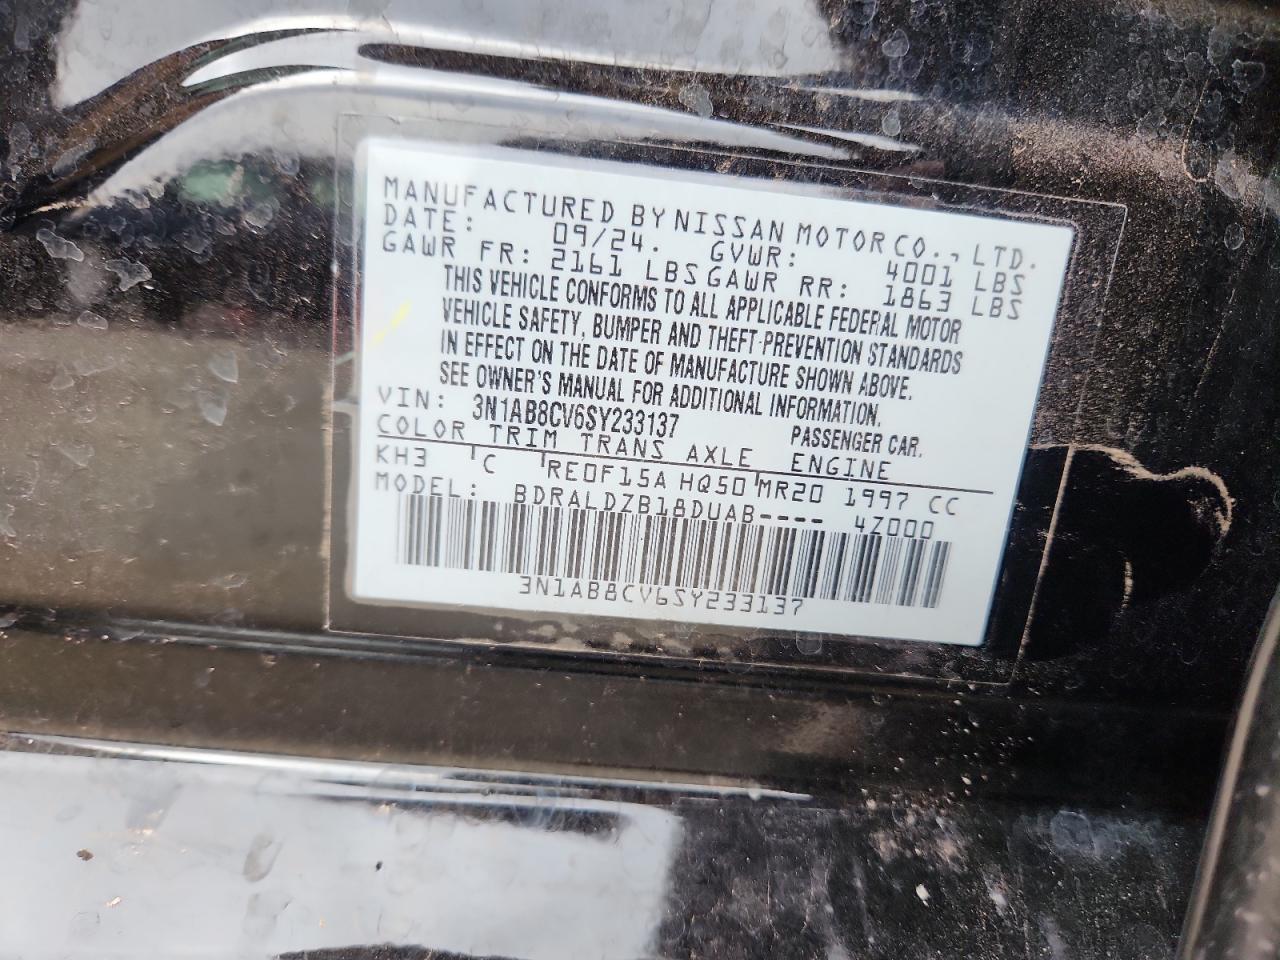 MANUFACTURED BY NISSAN MOTOR CO., LTD.
DATE: 09/24. GVWR: 4001 LBS
GAWR FR: 2161 LBS GAWR RR: 1863 LBS
THIS VEHICLE CONFORMS TO ALL APPLICABLE FEDERAL MOTOR
VEHICLE SAFETY, BUMPER AND THEFT-PREVENTION STANDARDS
IN EFFECT ON THE DATE OF MANUFACTURE SHOWN ABOVE.
SEE OWNER'S MANUAL FOR ADDITIONAL INFORMATION.
VIN: 3N1AB8CV6SY233137 PASSENGER CAR.
COLOR TRIM TRANS AXLE ENGINE
KH3 C RE0F15A HQ50 MR20 1997 CC
MODEL: BDRALDZB18DUAB---- 4Z000
3N1AB8CV6SY233137